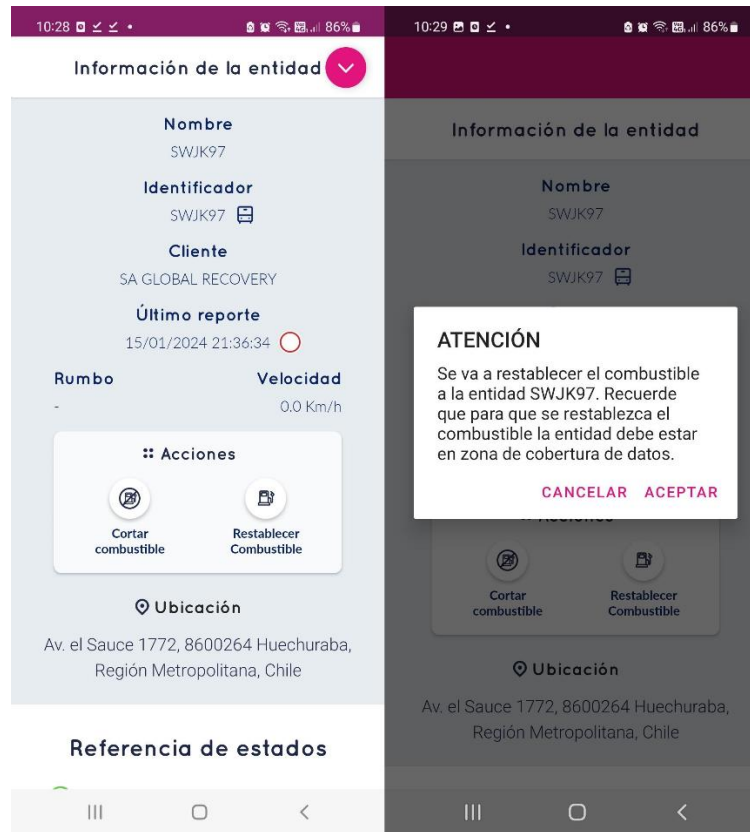 10:28
86%
Información de la entidad
Nombre
SWJK97
Identificador
SWJK97
Cliente
SA GLOBAL RECOVERY
Último reporte
15/01/2024 21:36:34
Rumbo Velocidad
- 0.0 Km/h
Acciones
Cortar
combustible
Restablecer
Combustible
Ubicación
Av. el Sauce 1772, 8600264 Huechuraba,
Región Metropolitana, Chile
Referencia de estados
10:29
86%
Información de la entidad
Nombre
SWJK97
Identificador
SWJK97
ATENCIÓN
Se va a restablecer el combustible
a la entidad SWJK97. Recuerde
que para que se restablezca el
combustible la entidad debe estar
en zona de cobertura de datos.
CANCELAR ACEPTAR
Acciones
Cortar
combustible
Restablecer
Combustible
Ubicación
Av. el Sauce 1772, 8600264 Huechuraba,
Región Metropolitana, Chile